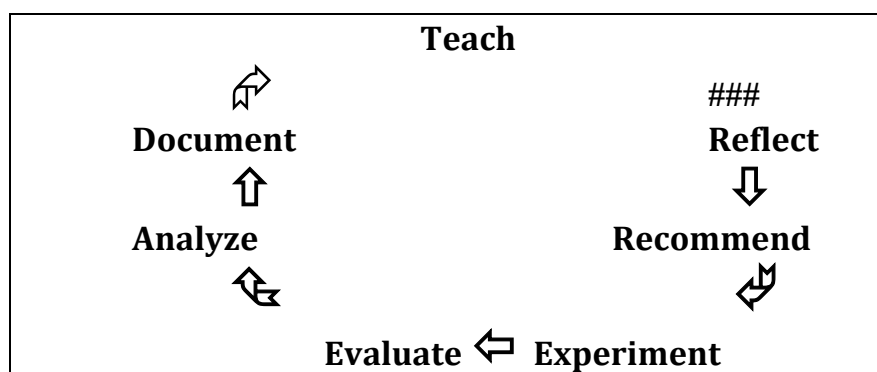 Teach
###
Document Reflect
Analyze Recommend
Evaluate Experiment